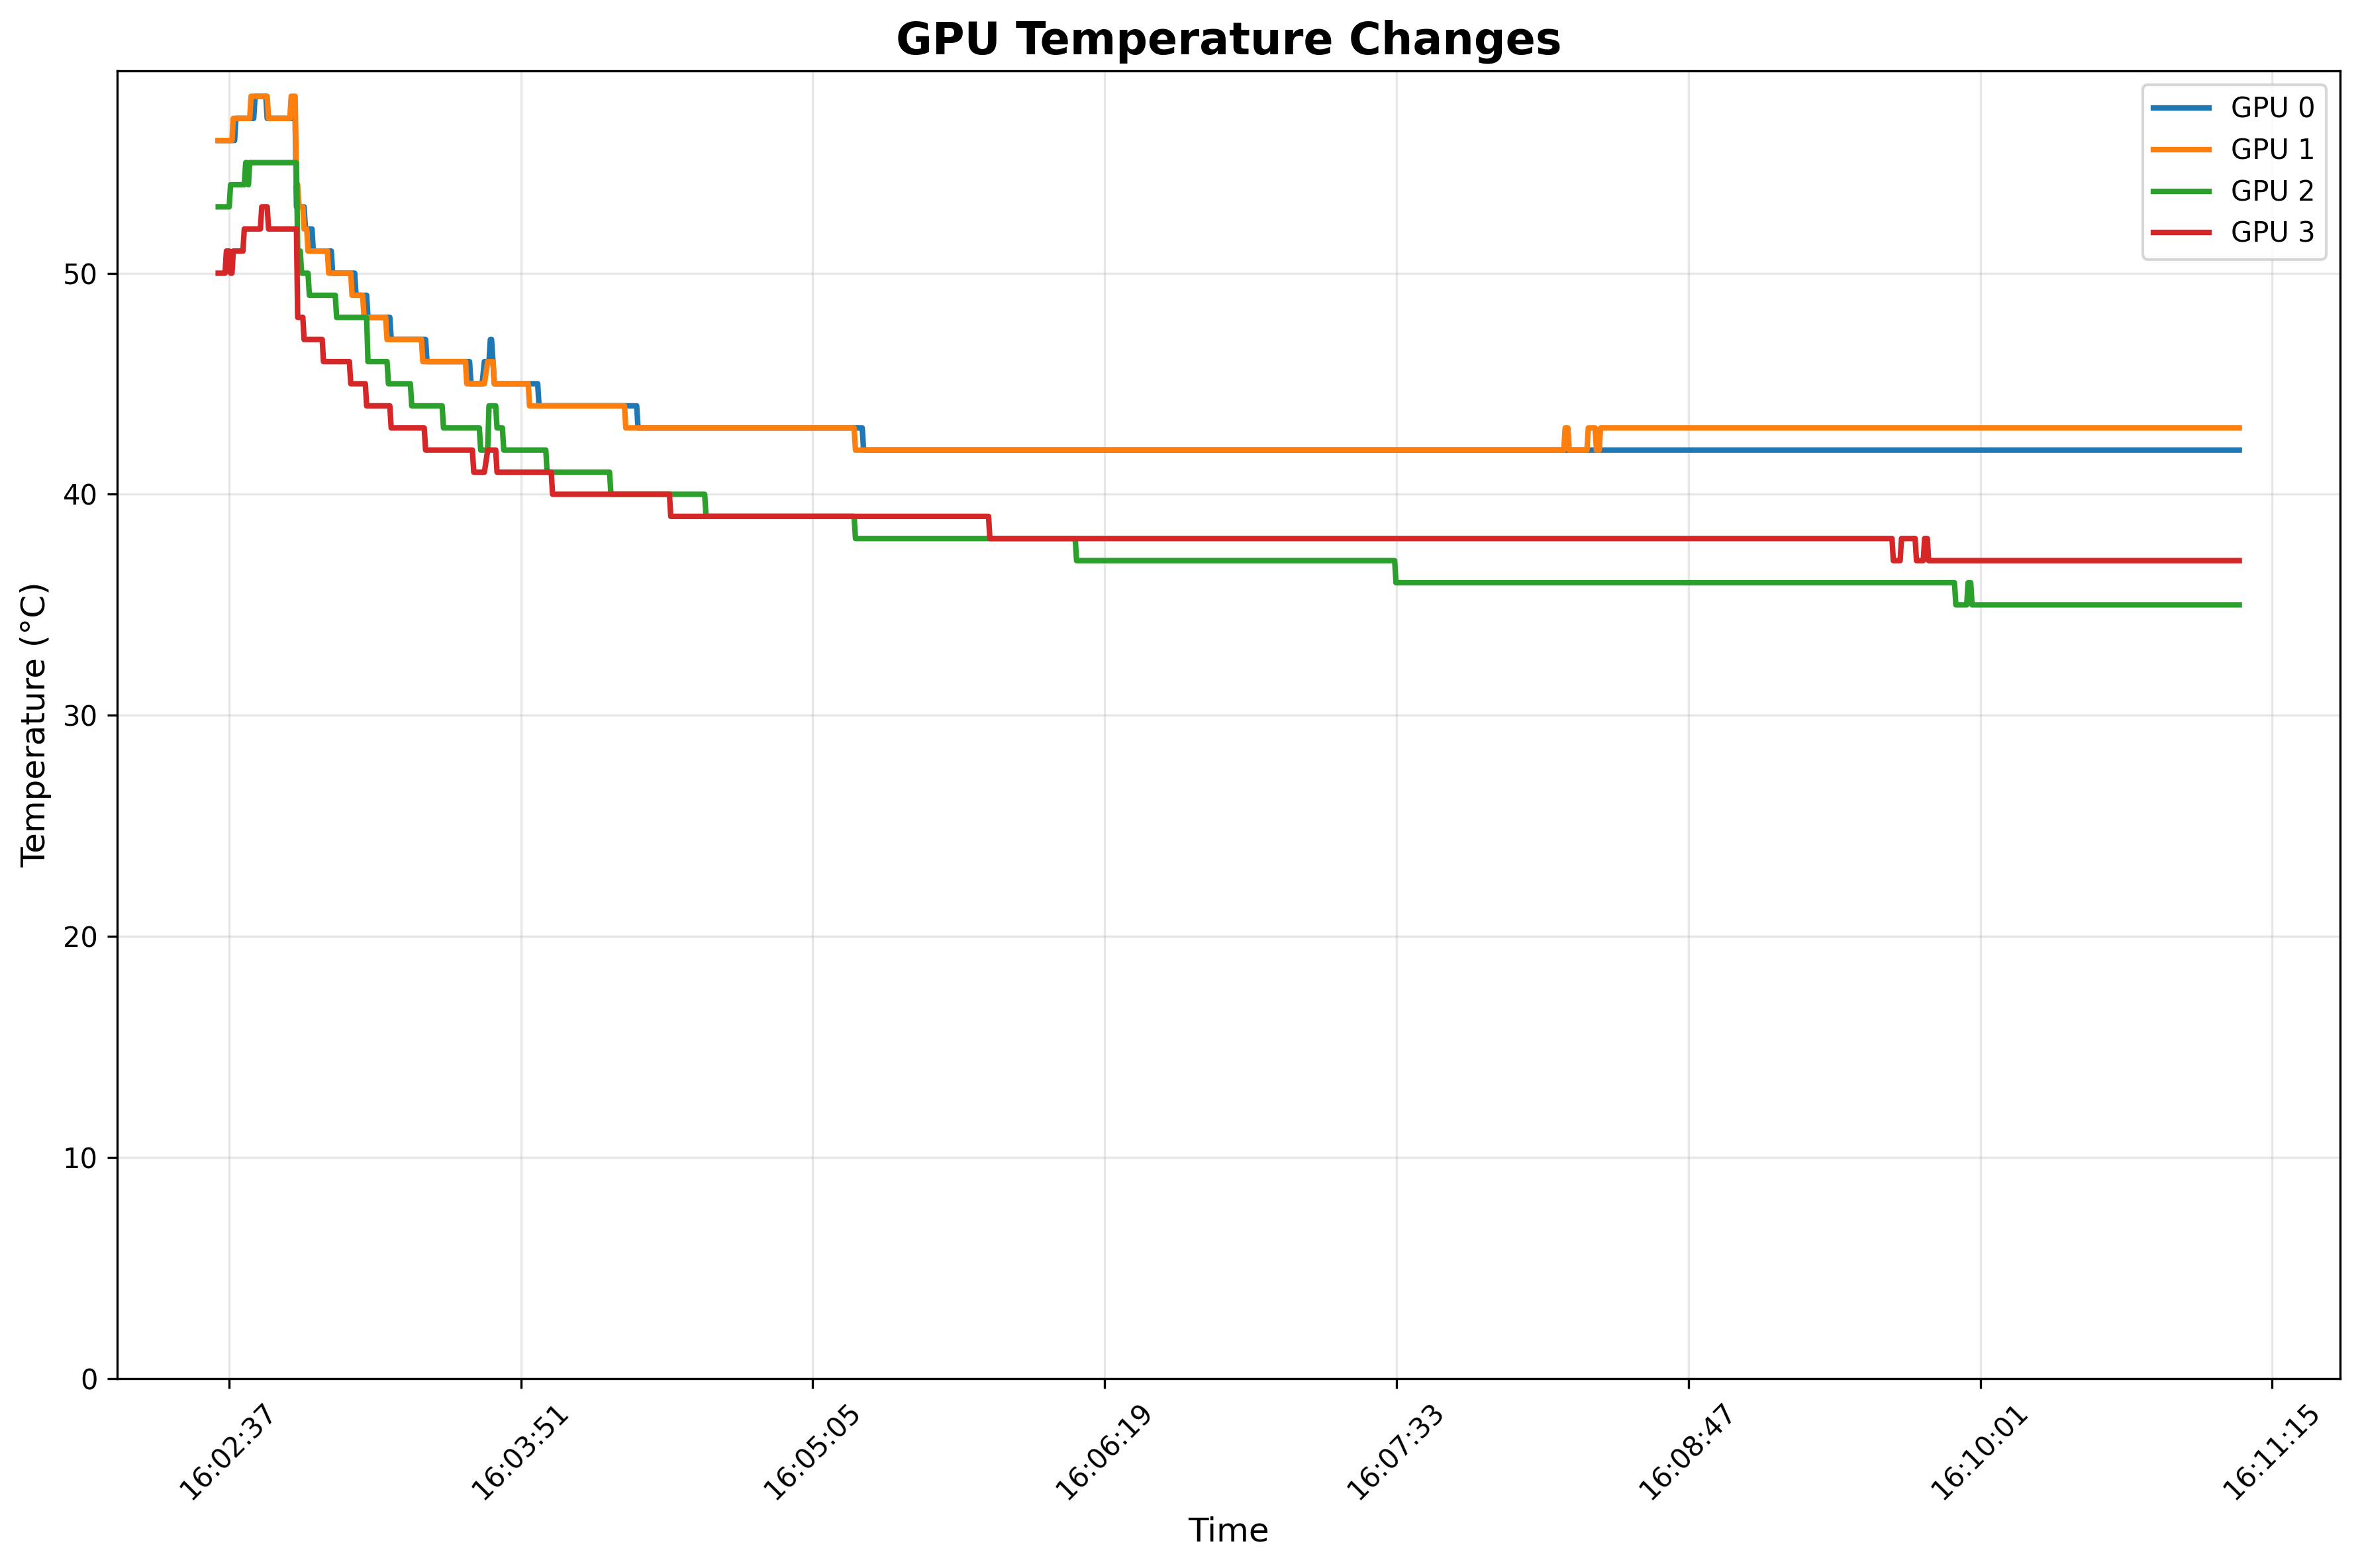 GPU Temperature Changes
GPU 0
GPU 1
GPU 2
GPU 3
Temperature (°C)
50
40
30
20
10
0
16:02:37
16:03:51
16:05:05
16:06:19
16:07:33
16:08:47
16:10:01
16:11:15
Time